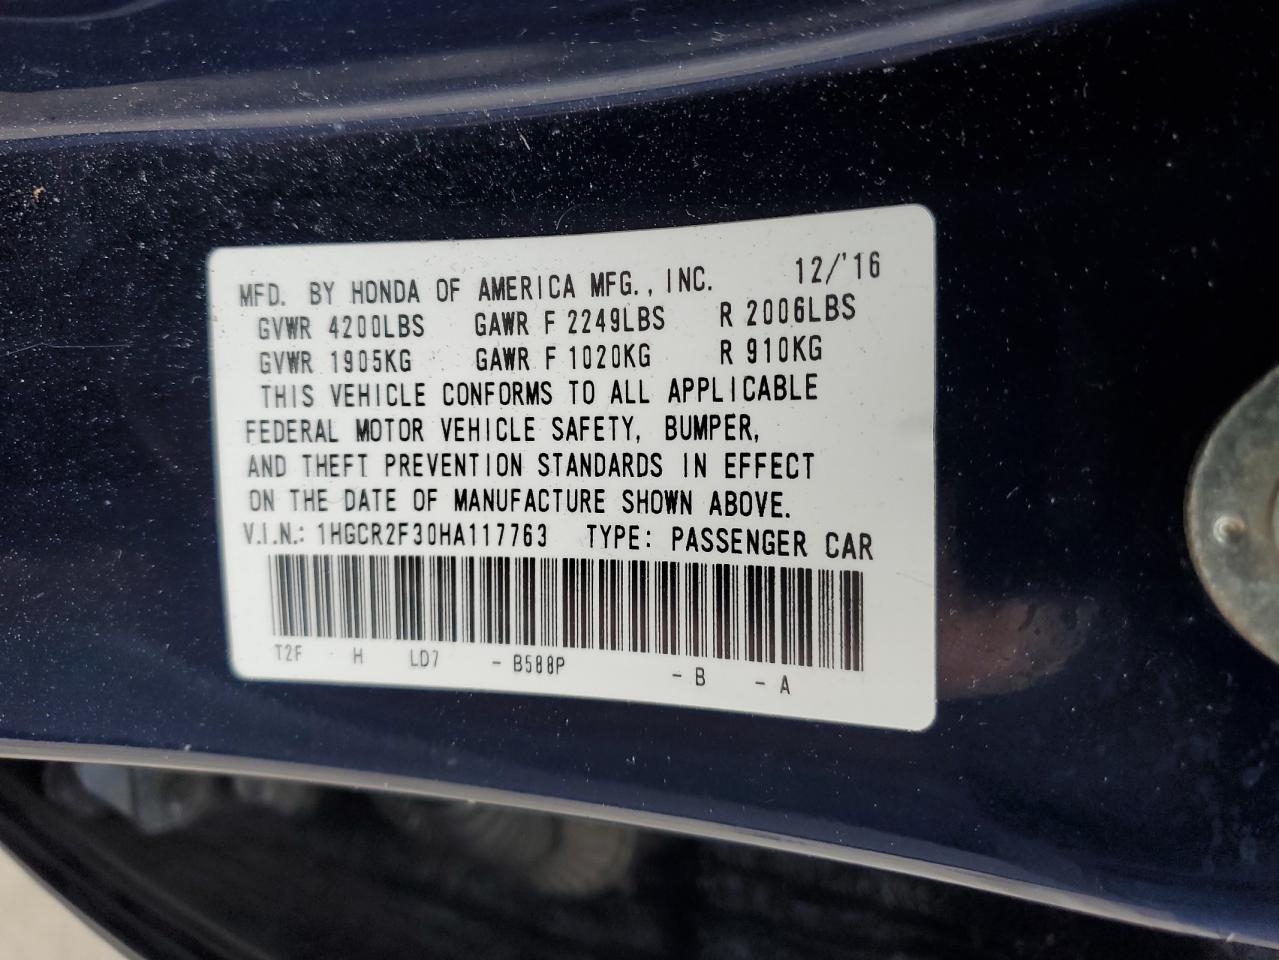 MFD. BY HONDA OF AMERICA MFG., INC. 12/'16
GVWR 4200LBS GAWR F 2249LBS R 2006LBS
GVWR 1905KG GAWR F 1020KG R 910KG
THIS VEHICLE CONFORMS TO ALL APPLICABLE
FEDERAL MOTOR VEHICLE SAFETY, BUMPER,
AND THEFT PREVENTION STANDARDS IN EFFECT
ON THE DATE OF MANUFACTURE SHOWN ABOVE.
V.I.N.: 1HGCR2F30HA117763 TYPE: PASSENGER CAR
T2F H LD7 - B588P - B - A